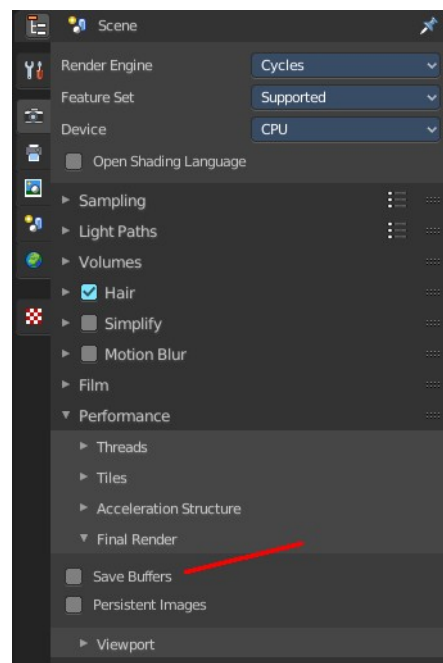 Scene
Render Engine Cycles
Feature Set Supported
Device CPU
Open Shading Language
Sampling
Light Paths
Volumes
Hair
Simplify
Motion Blur
Film
Performance
Threads
Tiles
Acceleration Structure
Final Render
Save Buffers
Persistent Images
Viewport